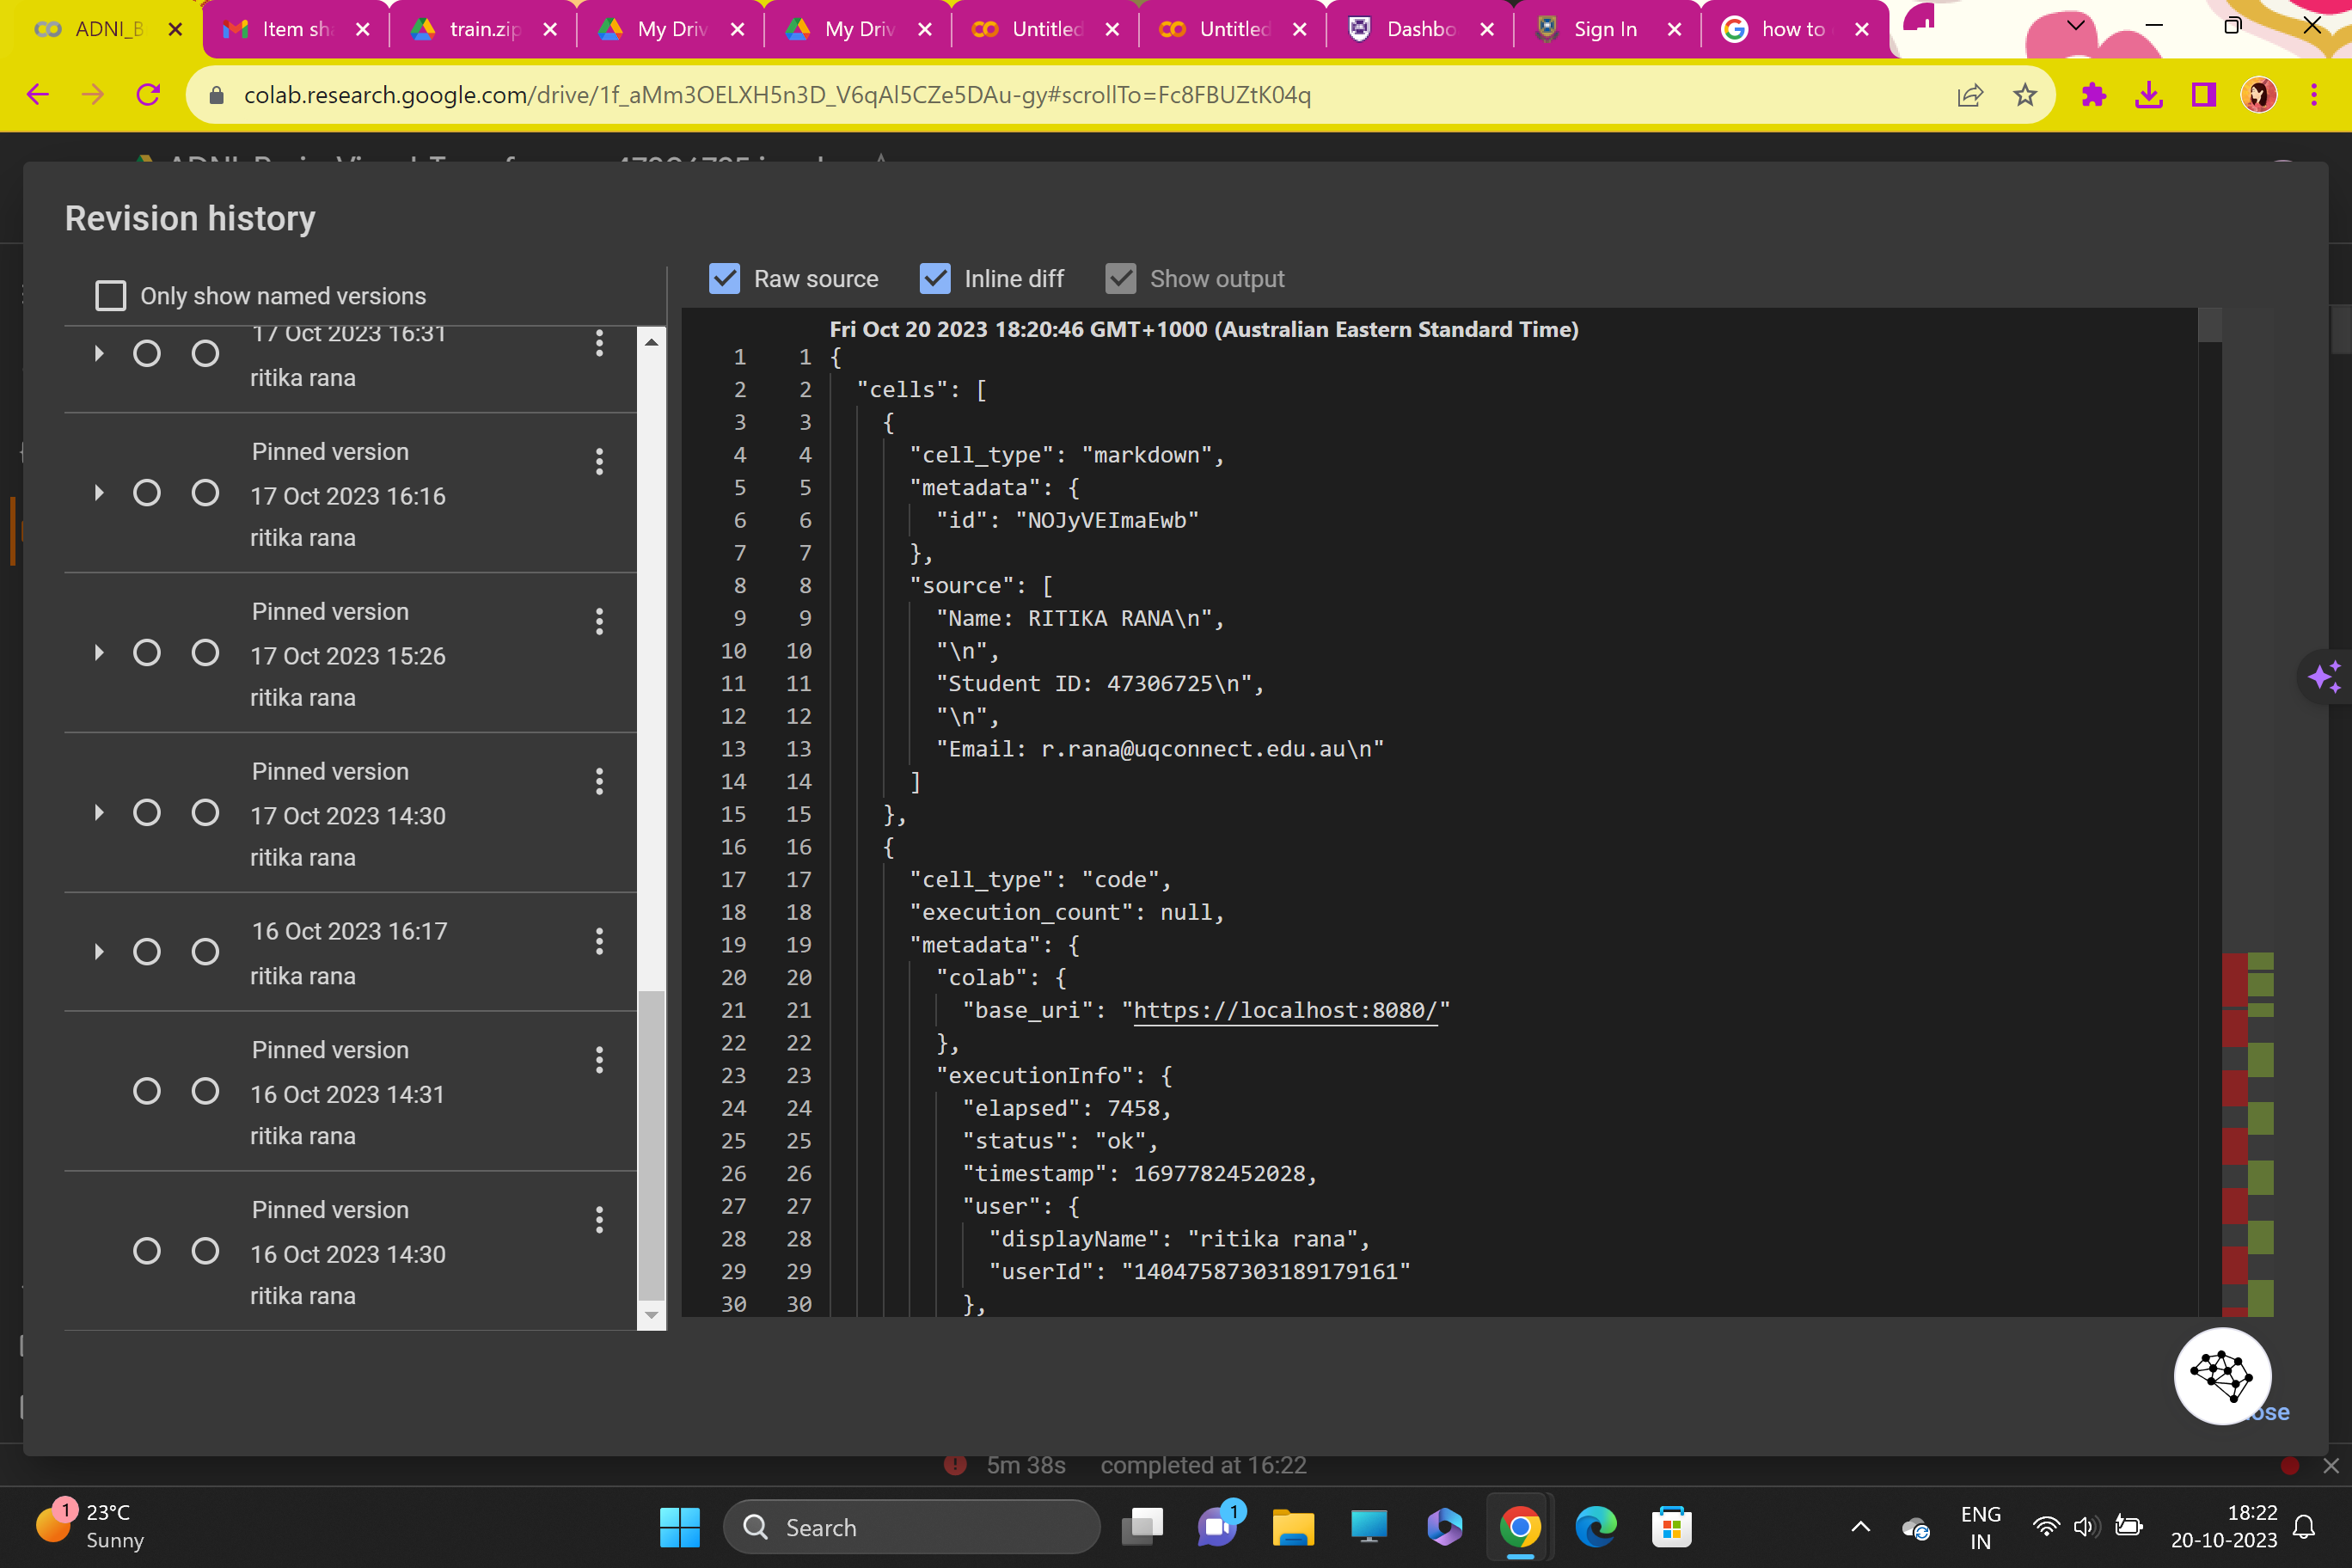 ADNI_B
Item sh
train.zip
My Driv
My Driv
Untitled
Untitled
Dashbo
Sign In
how to
colab.research.google.com/drive/1f_aMm3OELXH5n3D_V6qAl5CZe5DAu-gy#scrollTo=Fc8FBUZtK04q
Revision history
Only show named versions
Raw source
Inline diff
Show output
17 Oct 2023 16:31
ritika rana
Pinned version
17 Oct 2023 16:16
ritika rana
Pinned version
17 Oct 2023 15:26
ritika rana
Pinned version
17 Oct 2023 14:30
ritika rana
16 Oct 2023 16:17
ritika rana
Pinned version
16 Oct 2023 14:31
ritika rana
Pinned version
16 Oct 2023 14:30
ritika rana
Fri Oct 20 2023 18:20:46 GMT+1000 (Australian Eastern Standard Time)
1 1 {
2 2 "cells": [
3 3 {
4 4 "cell_type": "markdown",
5 5 "metadata": {
6 6 "id": "NOJyVEImaEwb"
7 7 },
8 8 "source": [
9 9 "Name: RITIKA RANA\n",
10 10 "\n",
11 11 "Student ID: 47306725\n",
12 12 "\n",
13 13 "Email: r.rana@uqconnect.edu.au\n"
14 14 ]
15 15 },
16 16 {
17 17 "cell_type": "code",
18 18 "execution_count": null,
19 19 "metadata": {
20 20 "colab": {
21 21 "base_uri": "https://localhost:8080/"
22 22 },
23 23 "executionInfo": {
24 24 "elapsed": 7458,
25 25 "status": "ok",
26 26 "timestamp": 1697782452028,
27 27 "user": {
28 28 "displayName": "ritika rana",
29 29 "userId": "14047587303189179161"
30 30 },
ose
5m 38s completed at 16:22
1
23°C
Sunny
Search
1
ENG
IN
18:22
20-10-2023